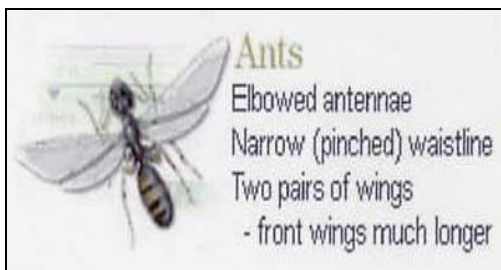 Ants
Elbowed antennae
Narrow (pinched) waistline
Two pairs of wings
- front wings much longer